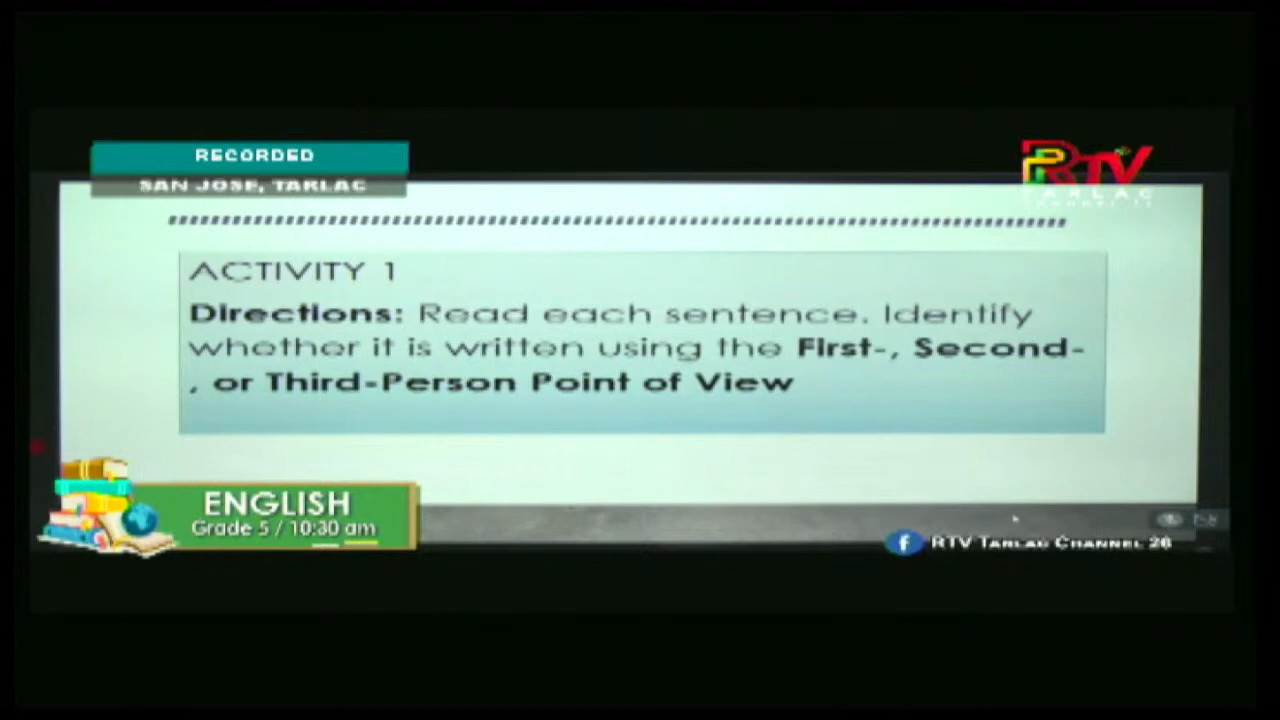 RECORDED
SAN JOSE, TARLAC
RTV
TARLAC
ACTIVITY 1
Directions: Read each sentence. Identify
whether it is written using the First-, Second-
, or Third-Person Point of View
ENGLISH
Grade 5 / 10:30 am
RTV TARLAC CHANNEL 26